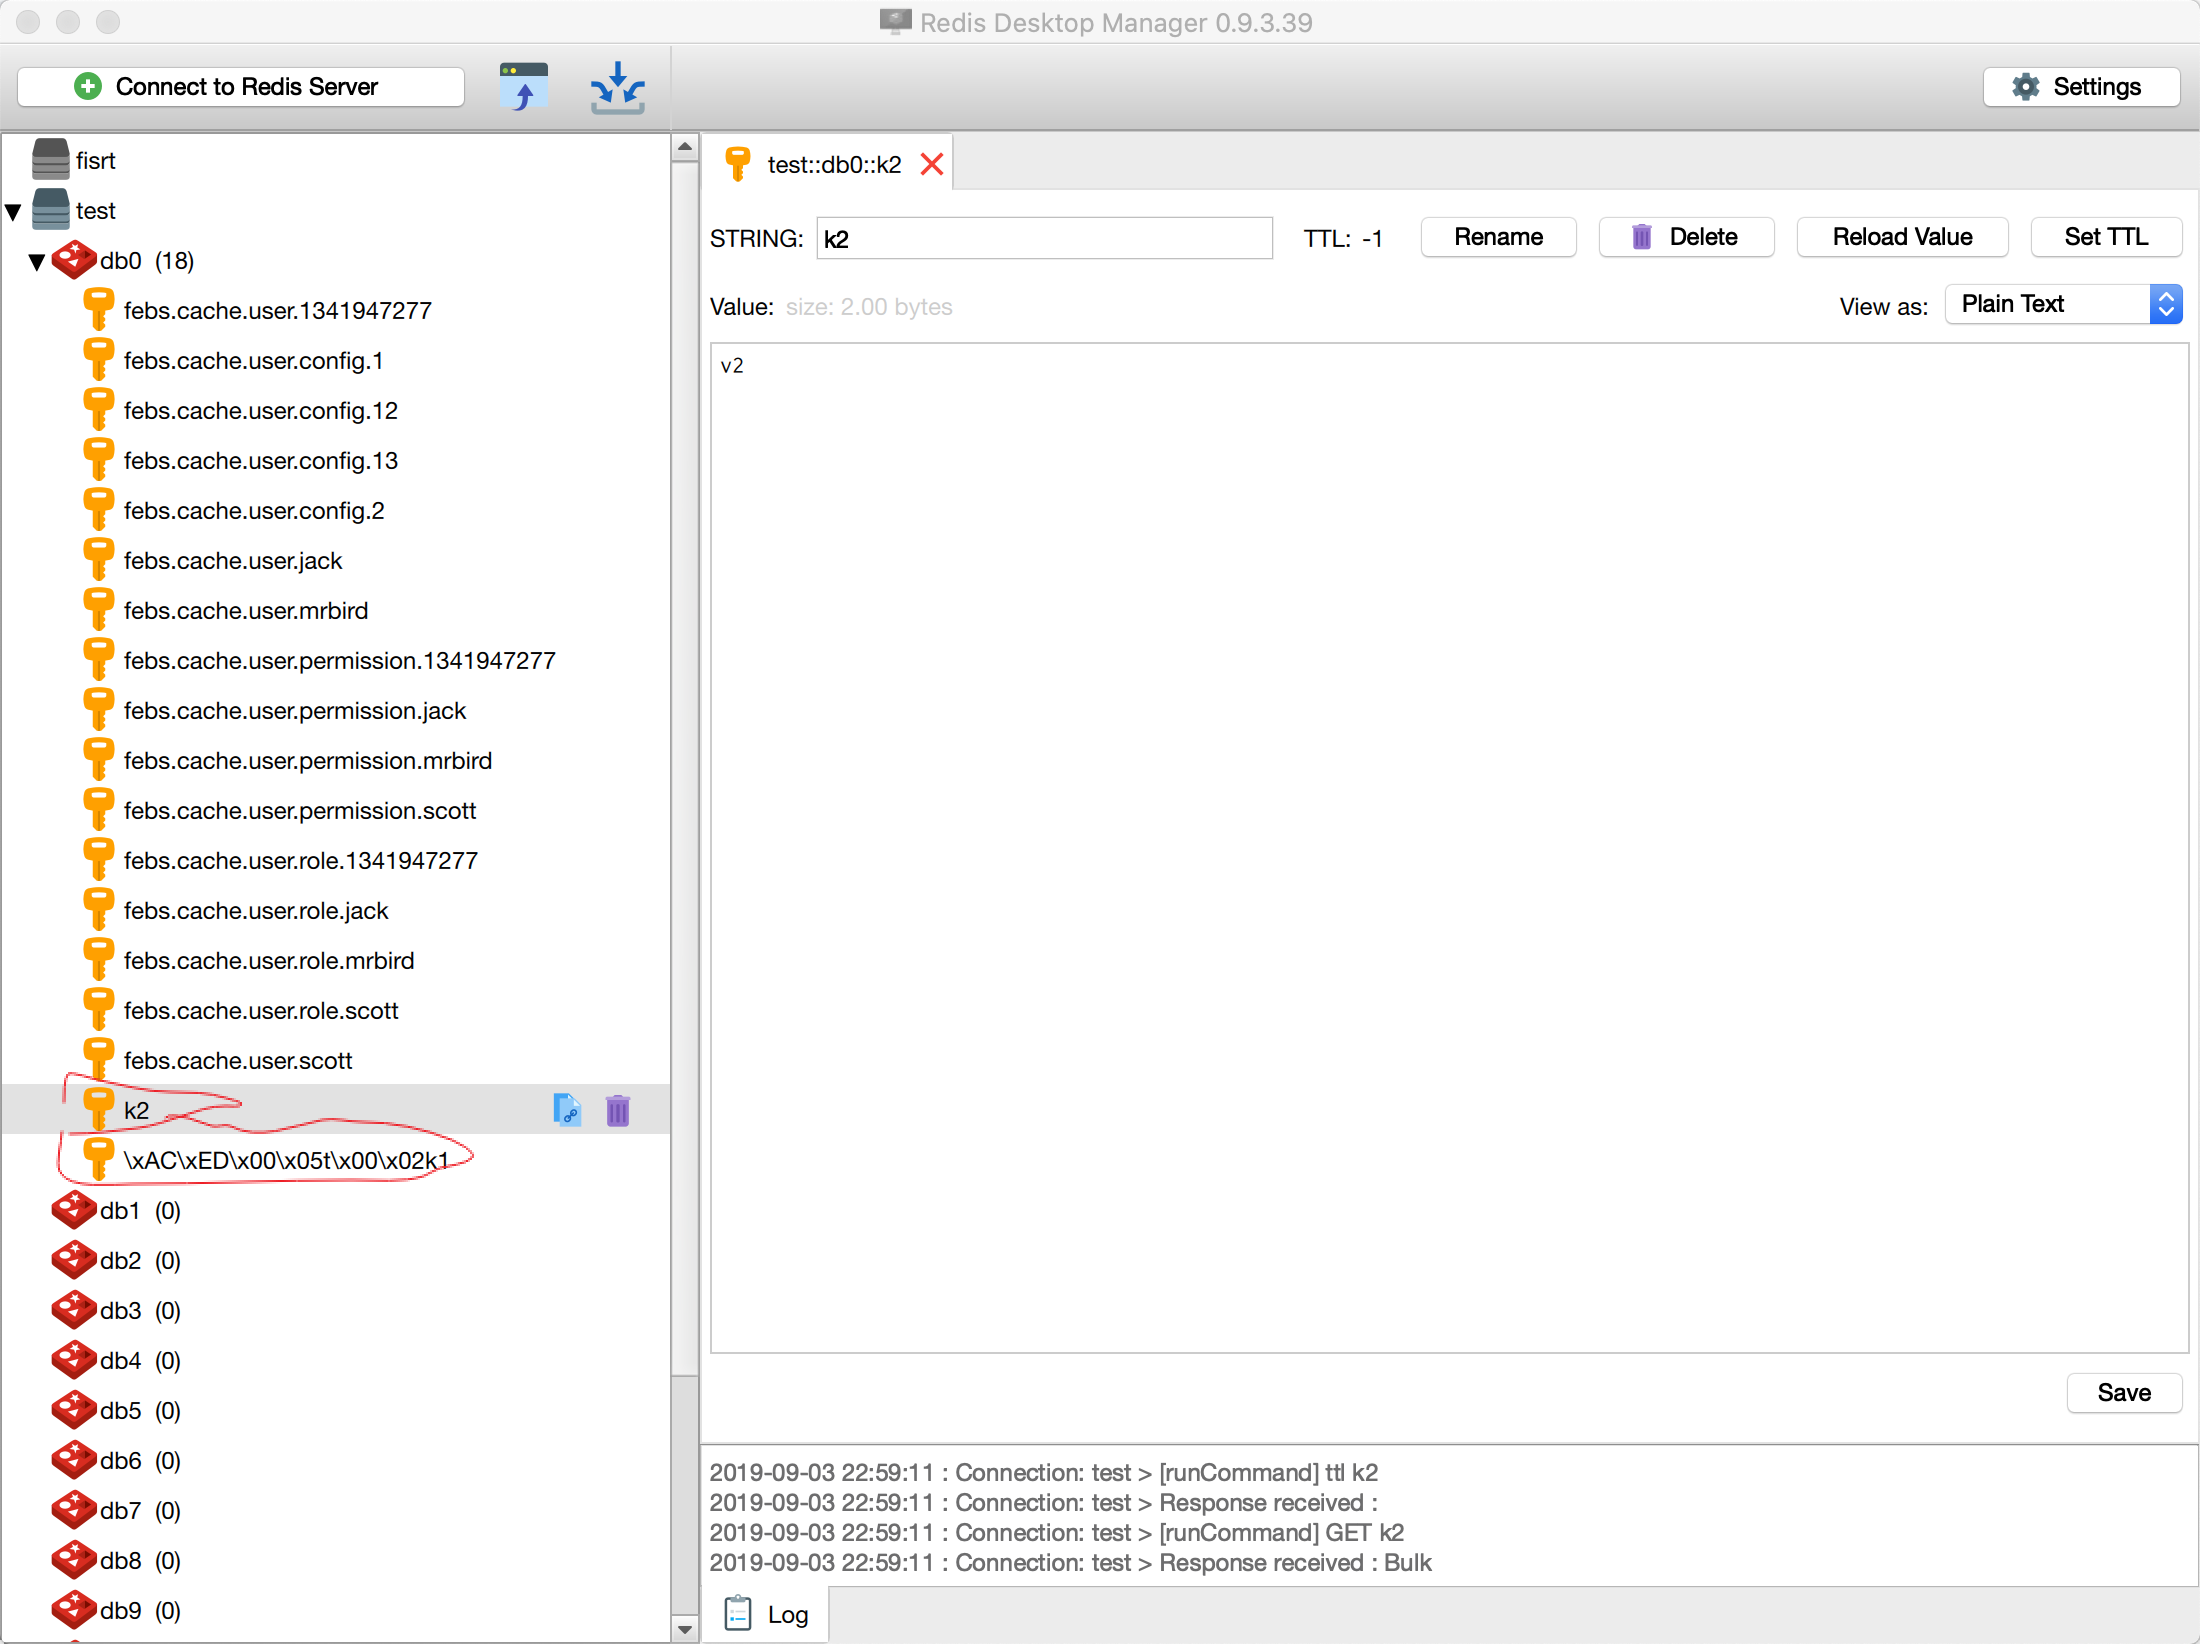 Redis Desktop Manager 0.9.3.39
Connect to Redis Server
Settings
fisrt
test
db0 (18)
febs.cache.user.1341947277
febs.cache.user.config.1
febs.cache.user.config.12
febs.cache.user.config.13
febs.cache.user.config.2
febs.cache.user.jack
febs.cache.user.mrbird
febs.cache.user.permission.1341947277
febs.cache.user.permission.jack
febs.cache.user.permission.mrbird
febs.cache.user.permission.scott
febs.cache.user.role.1341947277
febs.cache.user.role.jack
febs.cache.user.role.mrbird
febs.cache.user.role.scott
febs.cache.user.scott
k2
\xAC\xED\x00\x05t\x00\x02k1
db1 (0)
db2 (0)
db3 (0)
db4 (0)
db5 (0)
db6 (0)
db7 (0)
db8 (0)
db9 (0)
test::db0::k2
STRING: k2 TTL: -1 Rename Delete Reload Value Set TTL
Value: size: 2.00 bytes View as: Plain Text
v2
Save
2019-09-03 22:59:11 : Connection: test > [runCommand] ttl k2
2019-09-03 22:59:11 : Connection: test > Response received :
2019-09-03 22:59:11 : Connection: test > [runCommand] GET k2
2019-09-03 22:59:11 : Connection: test > Response received : Bulk
Log